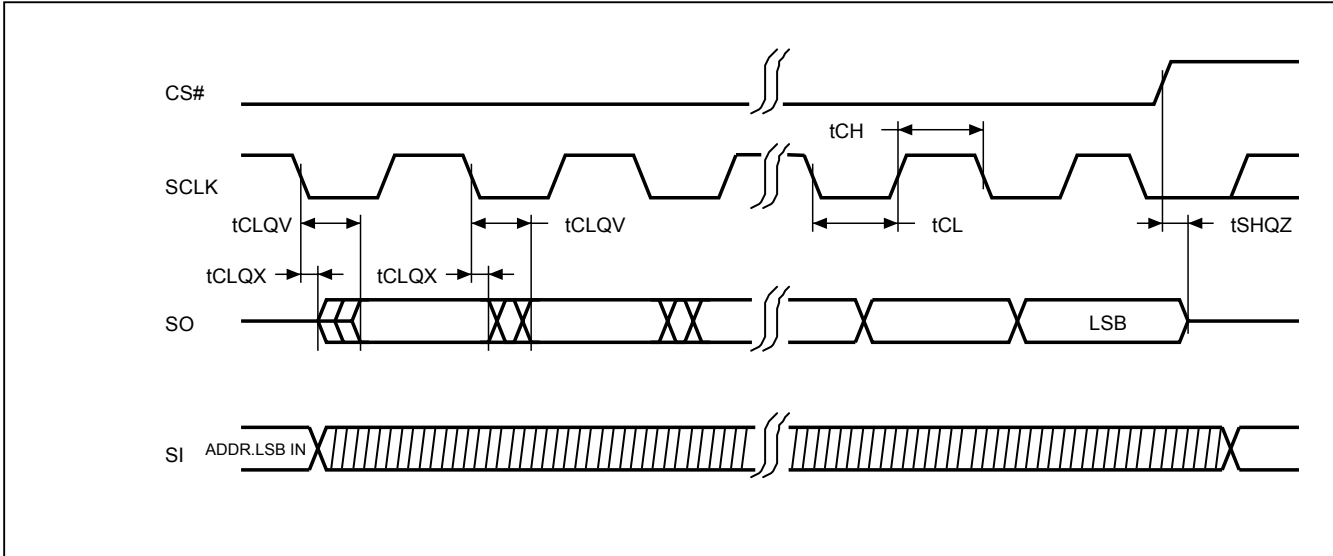 CS#
tCH
SCLK
tCLQV
tCLQV
tCL
tSHQZ
tCLQX
tCLQX
SO
LSB
SI
ADDR.LSB IN